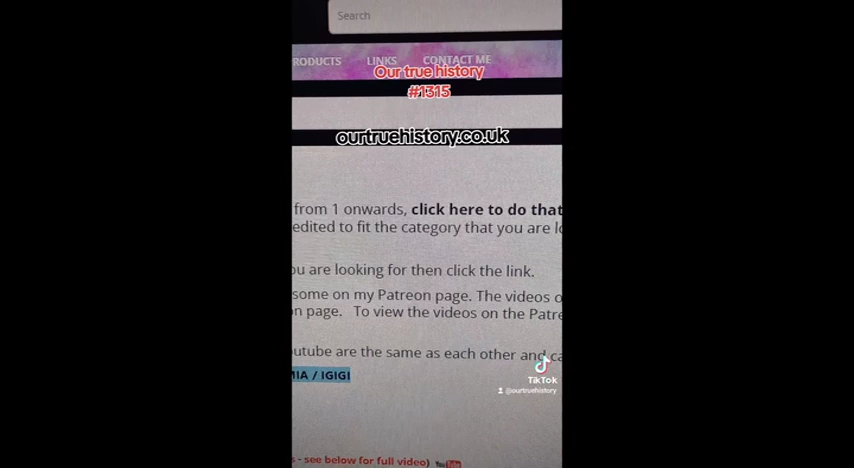 Search
RODUCTS LINKS CONTACT ME
Our true history
#1315
ourtruehistory.co.uk
from 1 onwards, click here to do that
edited to fit the category that you are lo
ou are looking for then click the link.
some on my Patreon page. The videos o
n page. To view the videos on the Patre
outube are the same as each other and ca
MIA / IGIGI
TikTok
@ourtruehistory
s - see below for full video) YouTube